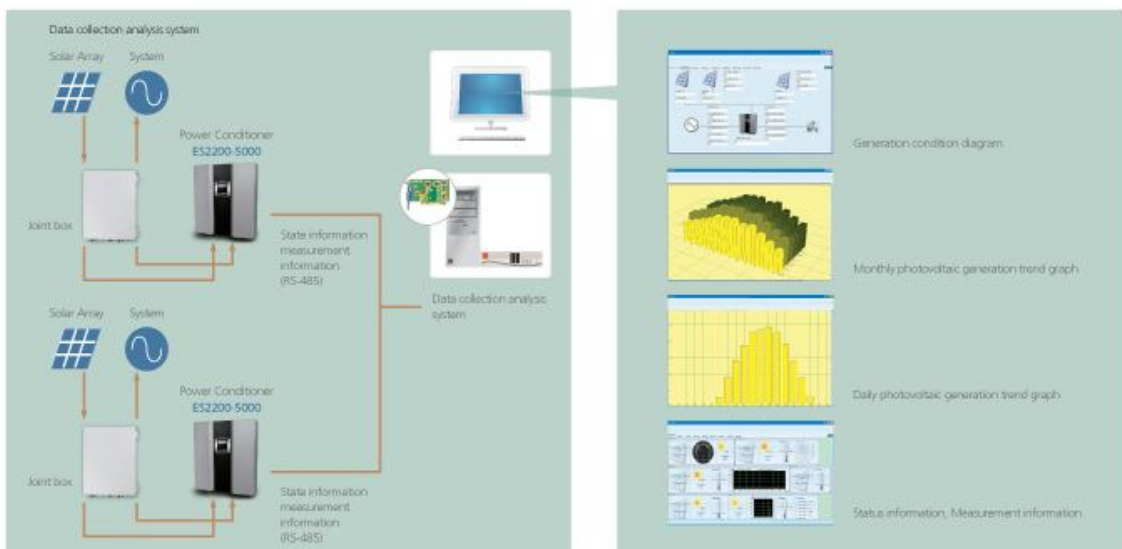 Data collection analysis system
Solar Array
System
Power Conditioner
ES2200-5000
Joint box
State information
measurement
information
(RS-485)
Data collection analysis
system
Solar Array
System
Power Conditioner
ES2200-5000
Joint box
State information
measurement
information
(RS-485)
Generation condition diagram
Monthly photovoltaic generation trend graph
Daily photovoltaic generation trend graph
Status information, Measurement information